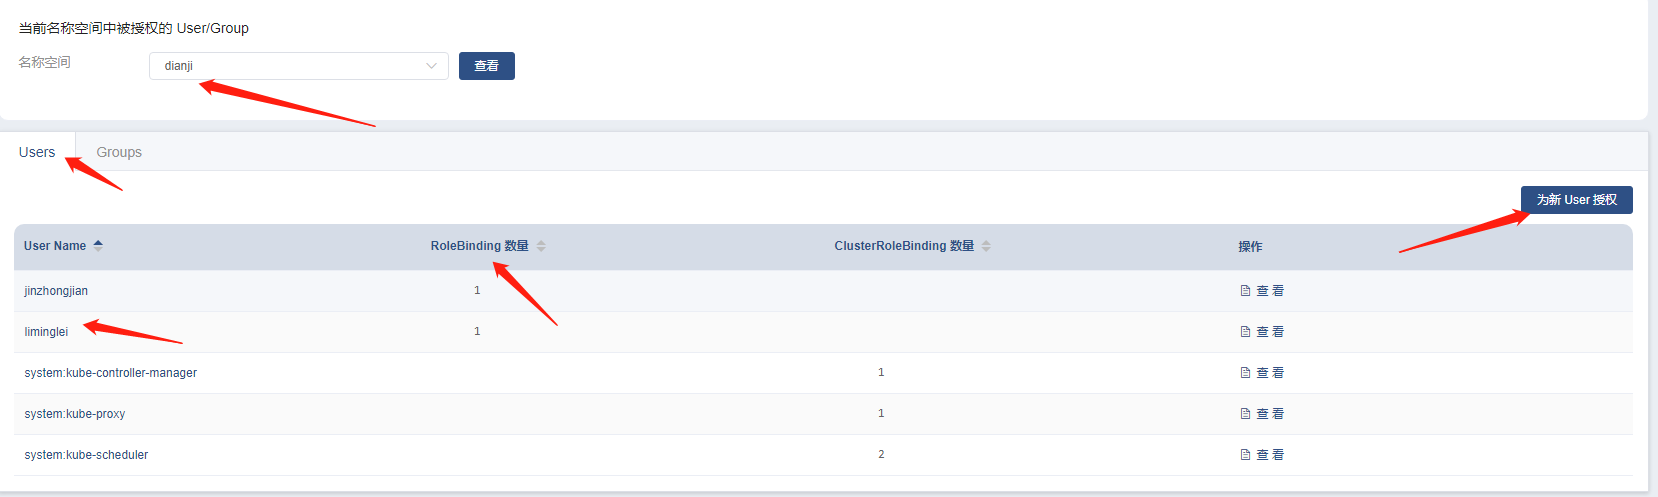 当前名称空间中被授权的 User/Group
名称空间 dianji 查看
Users Groups
为新 User 授权
User Name RoleBinding 数量 ClusterRoleBinding 数量 操作
jinzhongjian 1 查 看
liminglei 1 查 看
system:kube-controller-manager 1 查 看
system:kube-proxy 1 查 看
system:kube-scheduler 2 查 看